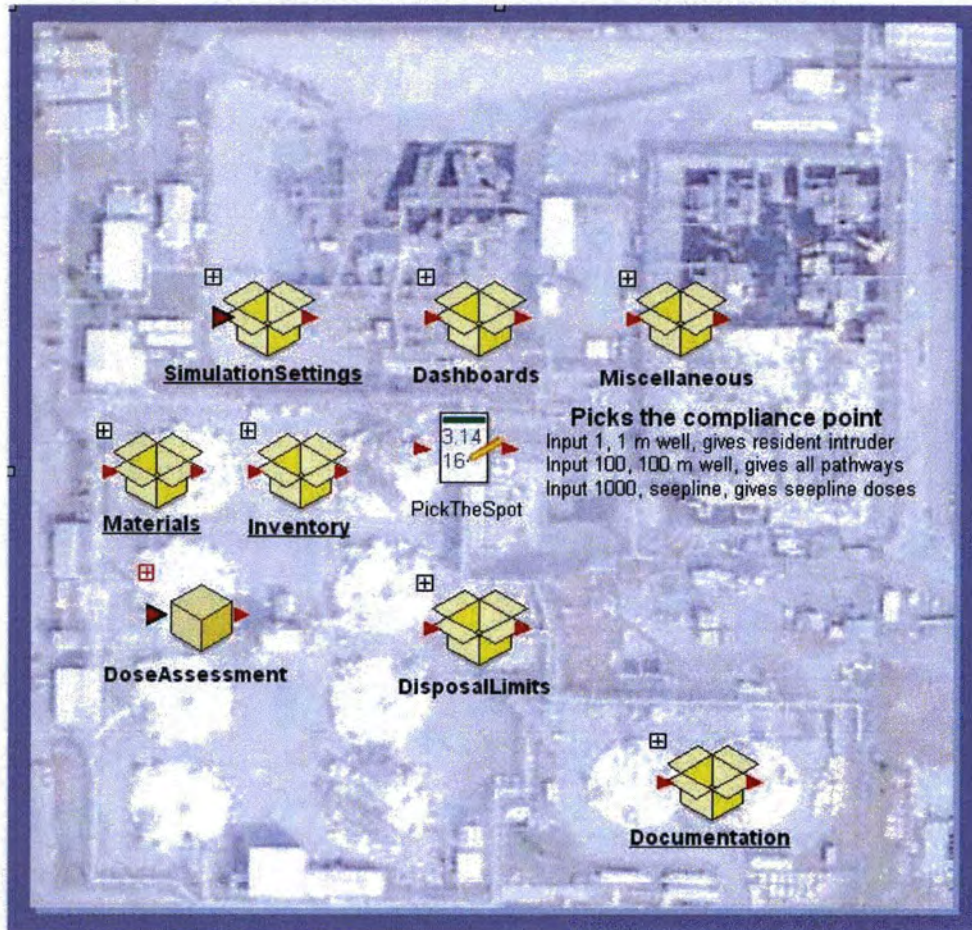 SimulationSettings
Dashboards
Miscellaneous
Picks the compliance point
Input 1, 1 m well, gives resident intruder
Input 100, 100 m well, gives all pathways
Input 1000, seepline, gives seepline doses
Materials
Inventory
3.14
16
PickTheSpot
DoseAssessment
DisposalLimits
Documentation